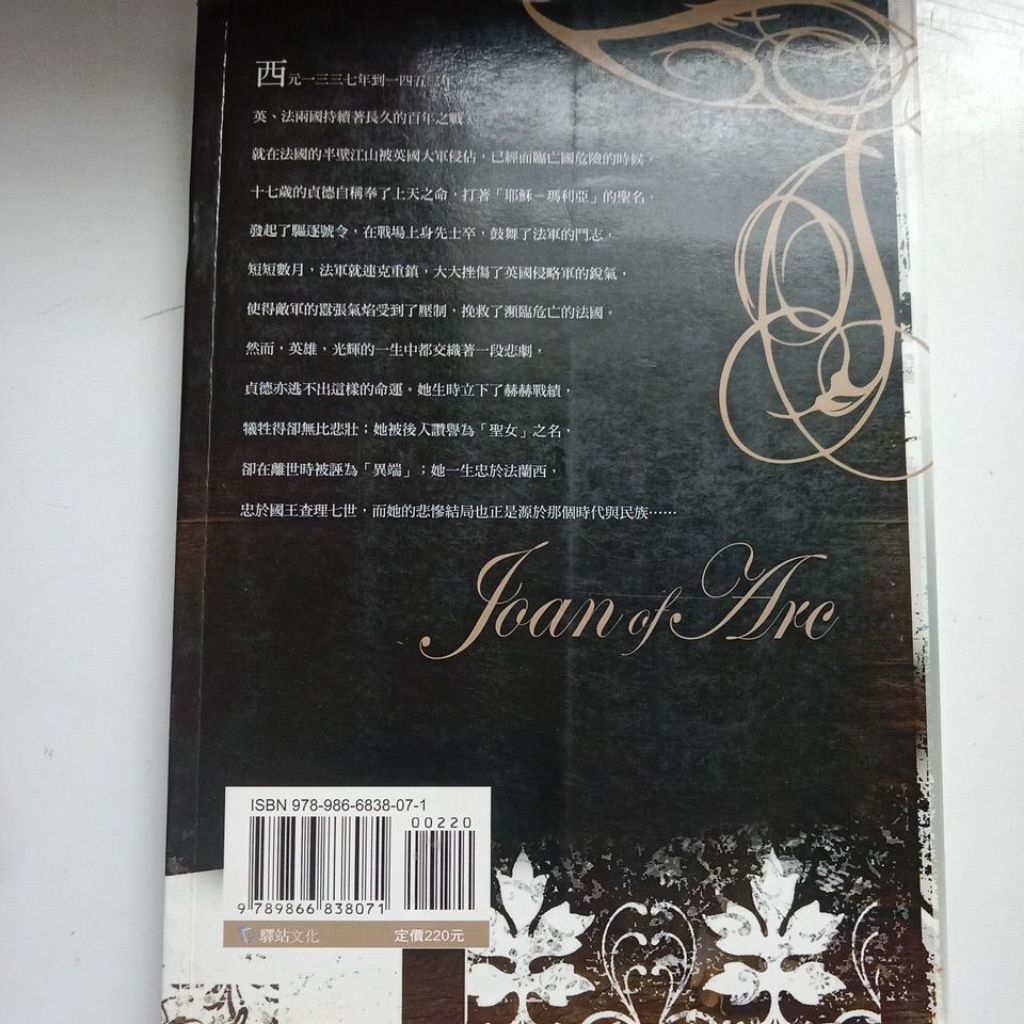 西元一三三七年到一四五三年,
英、法兩國持續著長久的百年之戰。
就在法國的半壁江山被英國大軍侵佔,已經面臨亡國危險的時候,
十七歲的貞德自稱奉了上天之命,打著「耶穌－瑪利亞」的聖名,
發起了驅逐號令,在戰場上身先士卒,鼓舞了法軍的鬥志,
短短數月,法軍就連克重鎮,大大挫傷了英國侵略軍的銳氣,
使得敵軍的囂張氣焰受到了壓制,挽救了瀕臨危亡的法國。
然而,英雄,光輝的一生中都交織著一段悲劇,
貞德亦逃不出這樣的命運。她生時立下了赫赫戰績,
犧牲得卻無比悲壯;她被後人讚譽為「聖女」之名,
卻在離世時被誣為「異端」;她一生忠於法蘭西,
忠於國王查理七世,而她的悲慘結局也正是源於那個時代與民族……
Joan of Arc
ISBN 978-986-6838-07-1
00220
9 789866 838071
驛站文化 定價220元